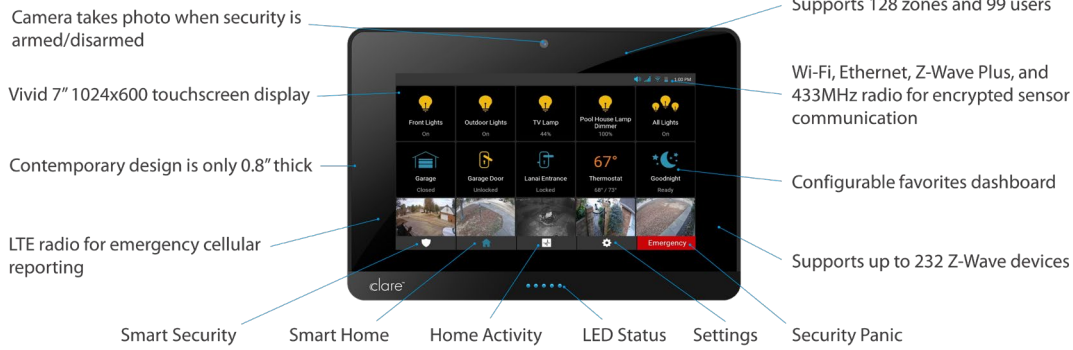 Supports 128 zones and 99 users
Camera takes photo when security is
armed/disarmed
Vivid 7” 1024x600 touchscreen display
Wi-Fi, Ethernet, Z-Wave Plus, and
433MHz radio for encrypted sensor
communication
Contemporary design is only 0.8” thick
Configurable favorites dashboard
LTE radio for emergency cellular
reporting
Supports up to 232 Z-Wave devices
1:00 PM
Front Lights
On
Outdoor Lights
On
TV Lamp
44%
Pool House Lamp
Dimmer
100%
All Lights
On
Garage
Closed
Garage Door
Unlocked
Lanai Entrance
Locked
67°
Thermostat
68° / 73°
Goodnight
Ready
Emergency
clare
Smart Security
Smart Home
Home Activity
LED Status
Settings
Security Panic